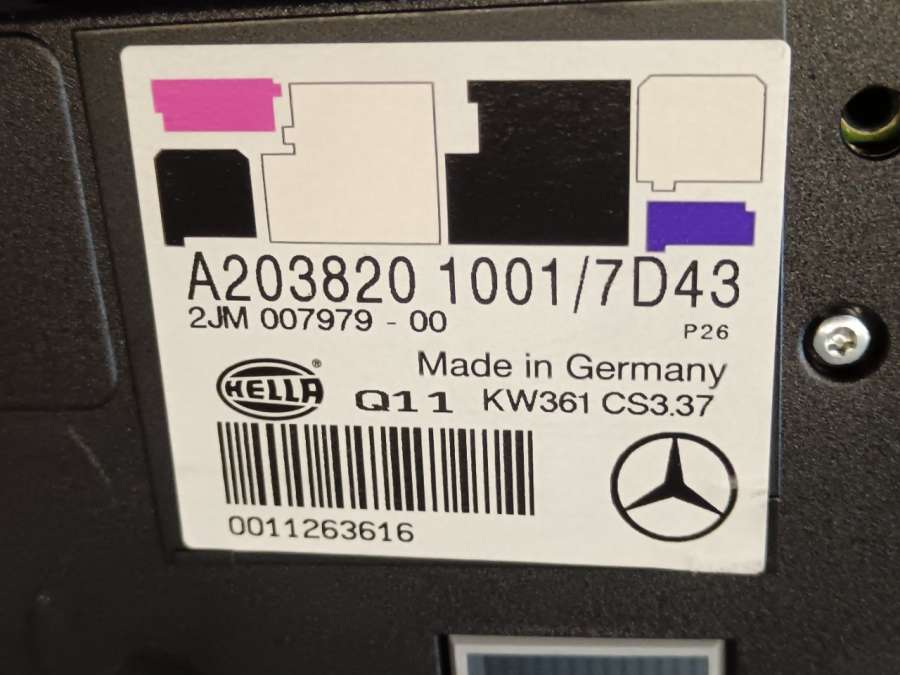 A203820 1001/7D43
2JM 007979 - 00
P26
Made in Germany
HELLA®
Q11 KW361 CS3.37
0011263616